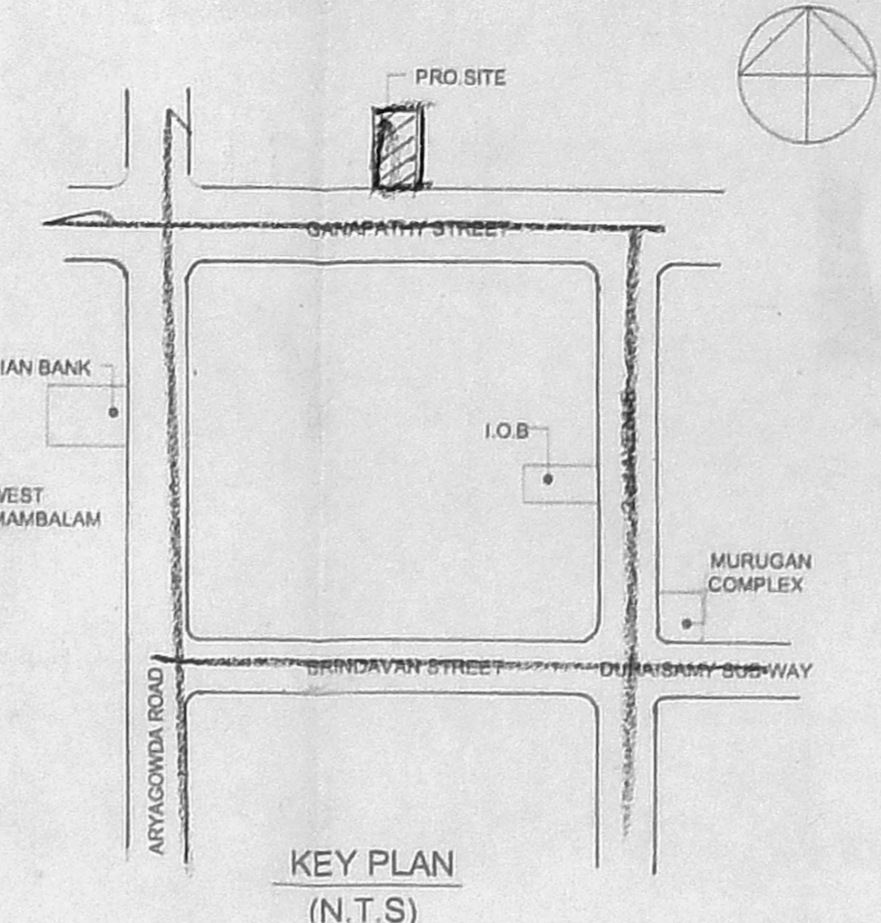 PRO.SITE
GANAPATHY STREET
IAN BANK
I.O.B
AVENUE
WEST
MAMBALAM
MURUGAN
COMPLEX
BRINDAVAN STREET
DURAISAMY SUB-WAY
ARYAGOWDA ROAD
KEY PLAN
(N.T.S)